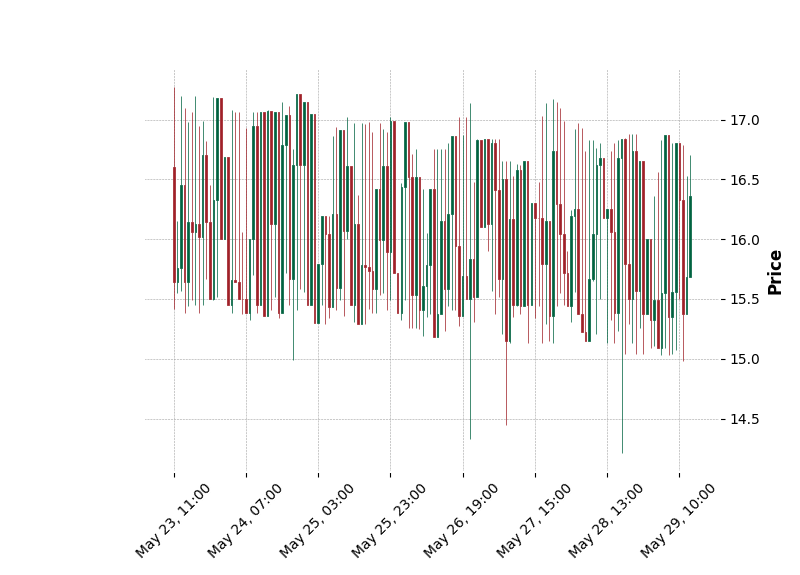 17.0
16.5
16.0
15.5
15.0
14.5
Price
May 23, 11:00
May 24, 07:00
May 25, 03:00
May 25, 23:00
May 26, 19:00
May 27, 15:00
May 28, 13:00
May 29, 10:00